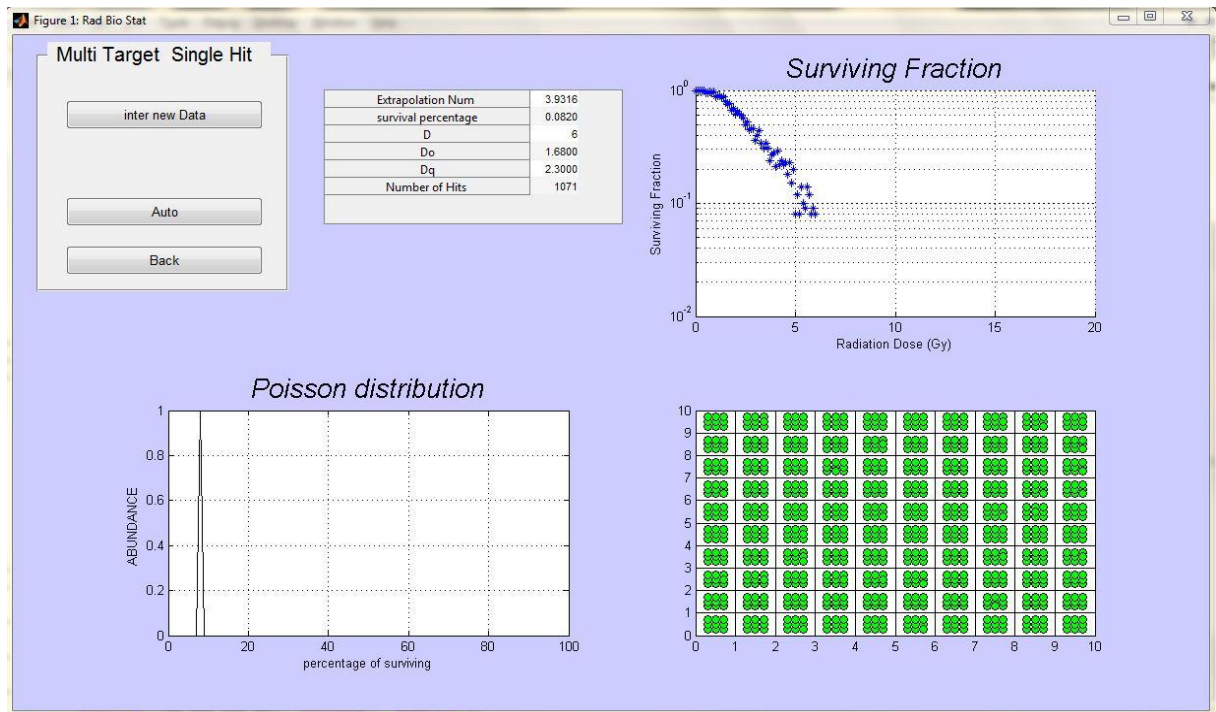 Figure 1: Rad Bio Stat
Multi Target Single Hit
inter new Data
Auto
Back
Extrapolation Num 3.9316
survival percentage 0.0820
D 6
Do 1.6800
Dq 2.3000
Number of Hits 1071
Surviving Fraction
Surviving Fraction
10^0
10^-1
10^-2
0 5 10 15 20
Radiation Dose (Gy)
Poisson distribution
ABUNDANCE
1
0.8
0.6
0.4
0.2
0
0 20 40 60 80 100
percentage of surviving
10
9
8
7
6
5
4
3
2
1
0
0 1 2 3 4 5 6 7 8 9 10